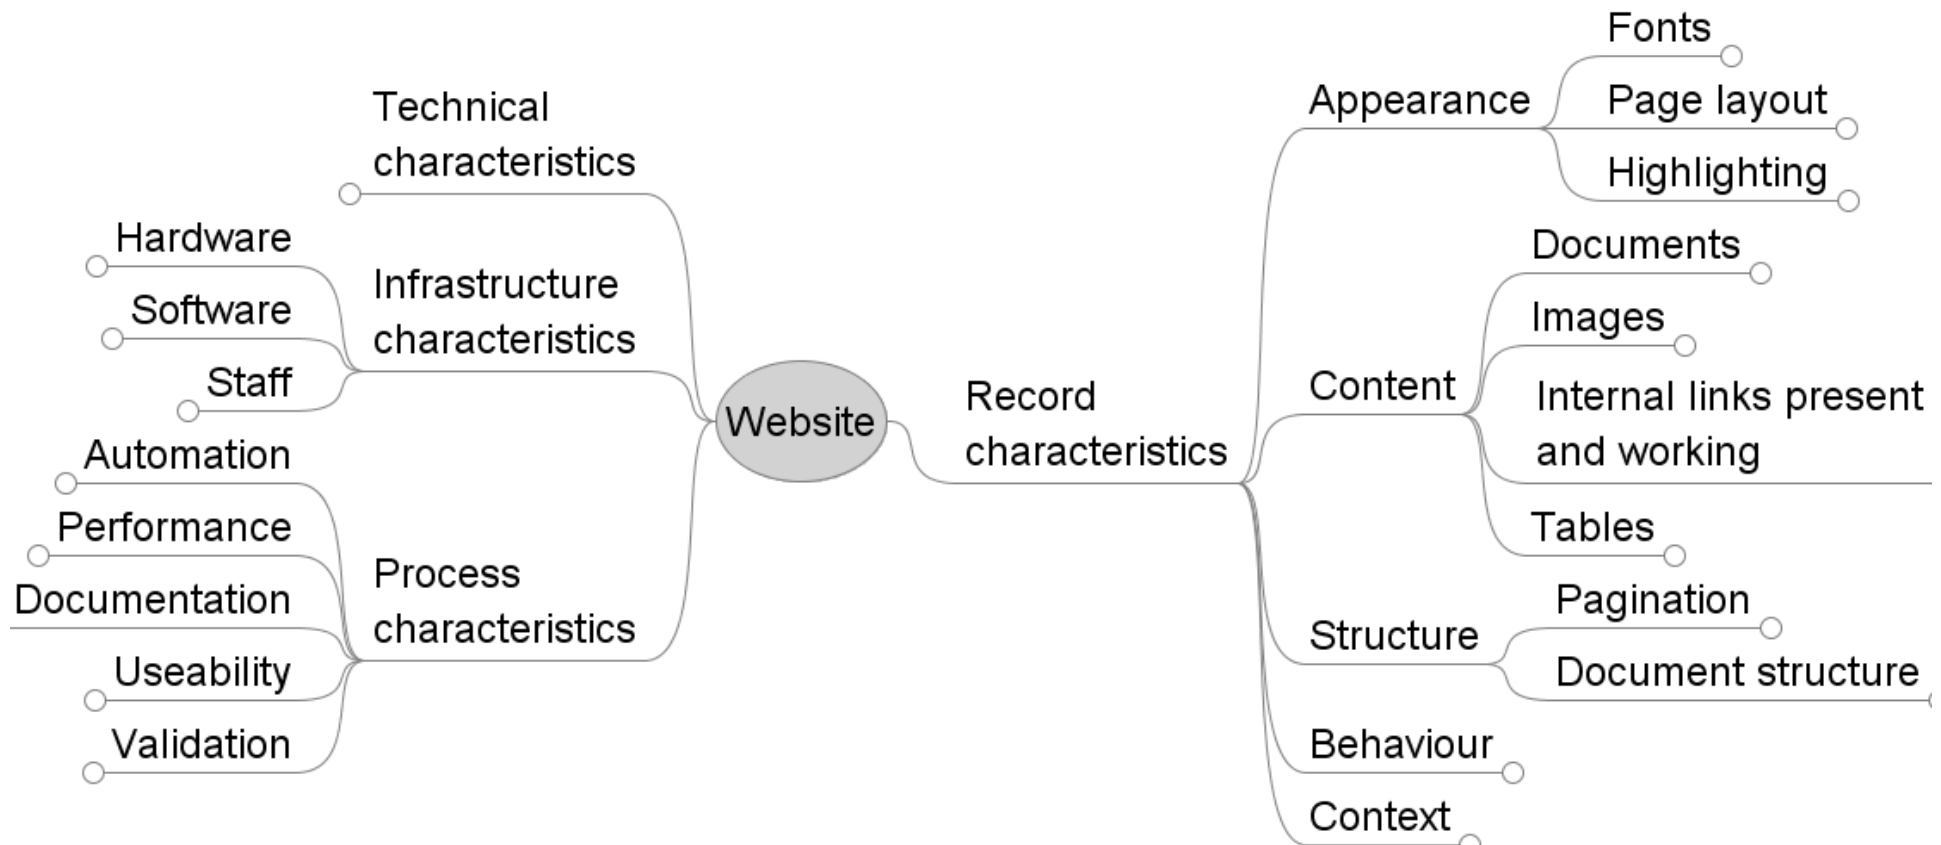 Technical
characteristics
Hardware
Software
Staff
Infrastructure
characteristics
Automation
Performance
Documentation
Useability
Validation
Process
characteristics
Website
Record
characteristics
Appearance
Fonts
Page layout
Highlighting
Content
Documents
Images
Internal links present
and working
Tables
Structure
Pagination
Document structure
Behaviour
Context